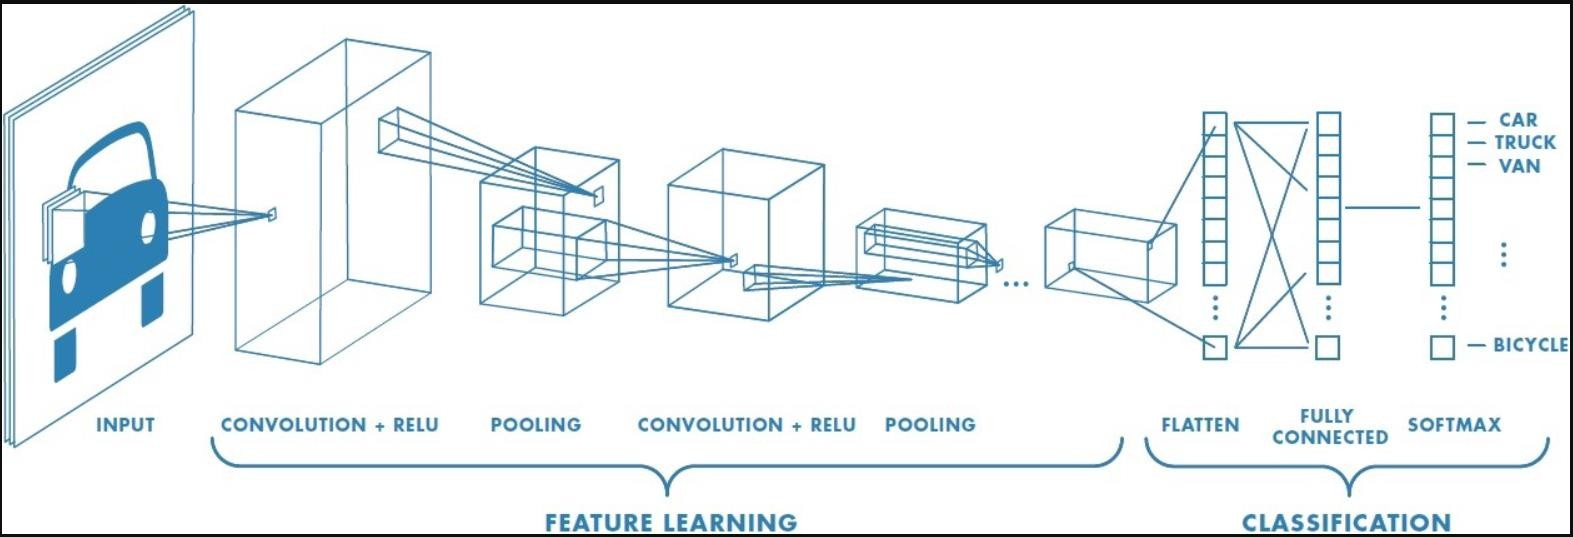 CAR
TRUCK
VAN
BICYCLE
INPUT
CONVOLUTION + RELU
POOLING
CONVOLUTION + RELU
POOLING
FLATTEN
FULLY
CONNECTED
SOFTMAX
FEATURE LEARNING
CLASSIFICATION